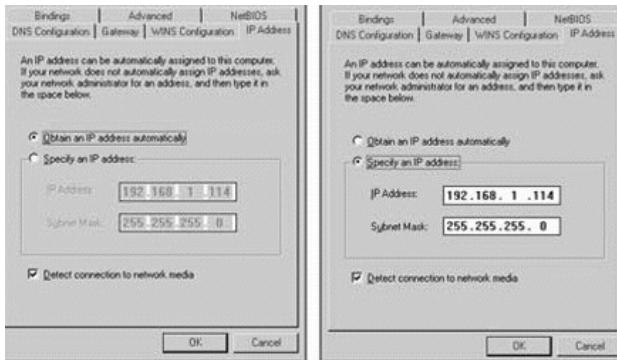 Bindings Advanced NetBIOS
DNS Configuration Gateway WINS Configuration IP Address
An IP address can be automatically assigned to this computer.
If your network does not automatically assign IP addresses, ask
your network administrator for an address, and then type it in
the space below.
Obtain an IP address automatically
Specify an IP address:
IP Address: 192.168. 1 .114
Subnet Mask: 255.255.255. 0
Detect connection to network media
OK Cancel
Bindings Advanced NetBIOS
DNS Configuration Gateway WINS Configuration IP Address
An IP address can be automatically assigned to this computer.
If your network does not automatically assign IP addresses, ask
your network administrator for an address, and then type it in
the space below.
Obtain an IP address automatically
Specify an IP address:
IP Address: 192.168. 1 .114
Subnet Mask: 255.255.255. 0
Detect connection to network media
OK Cancel